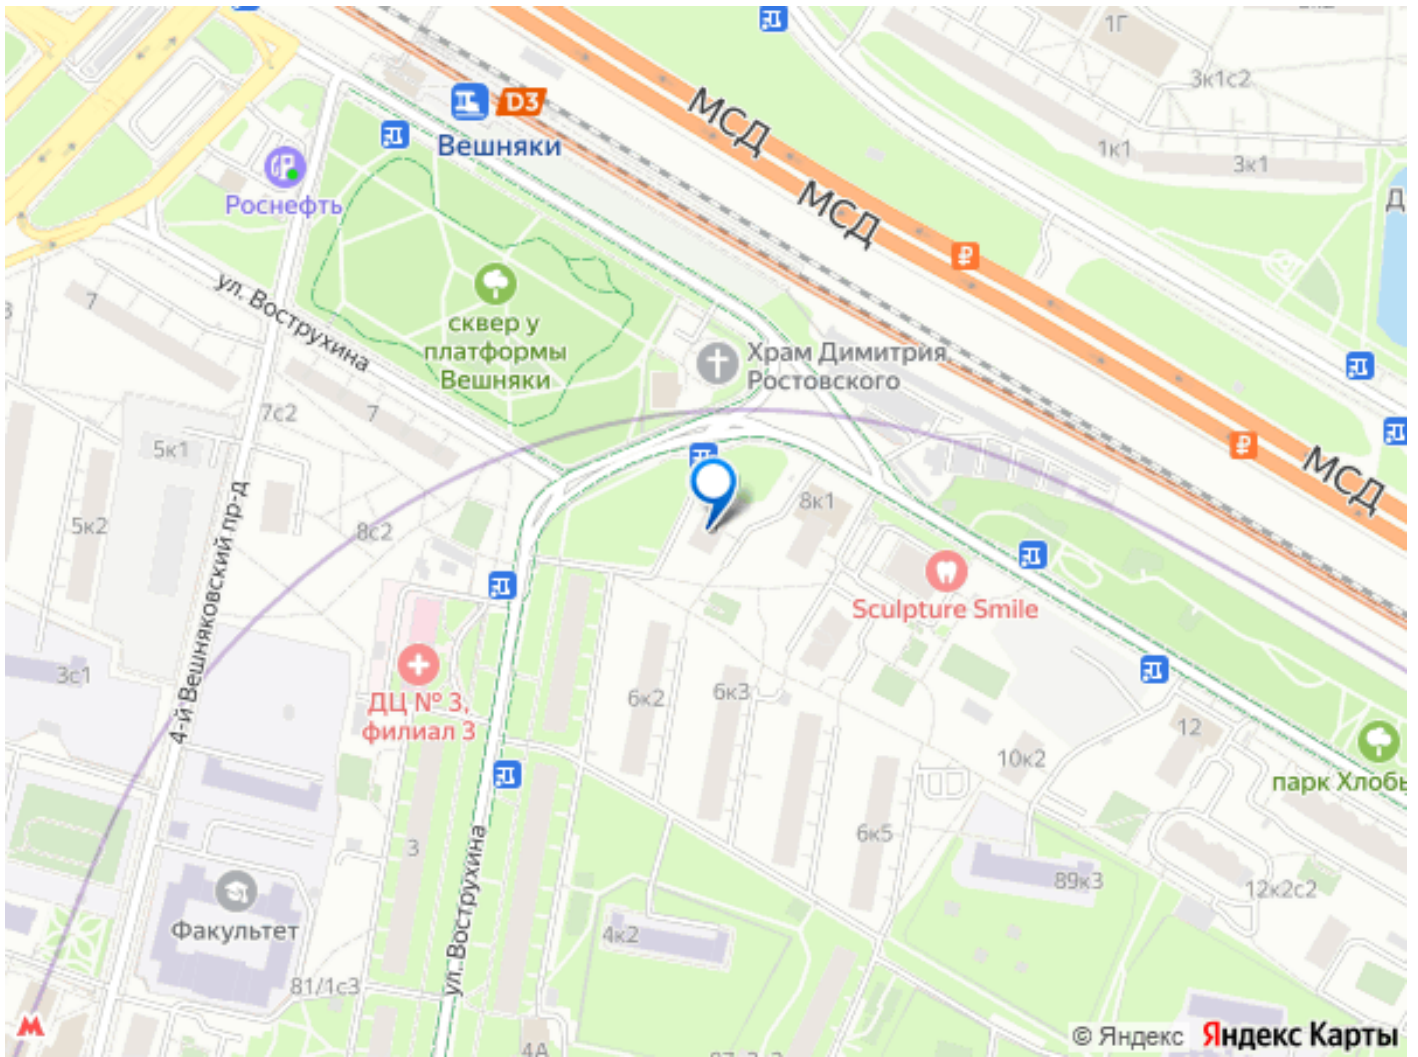 1Г
3к1с2
1к1
3к1
МСД
D3
Вешняки
МСД
Роснефть
ул. Вострухина
7
сквер у
платформы
Вешняки
Храм Димитрия
Ростовского
7с2
7
5к1
МСД
5к2
8с2
8к1
4-й Вешняковский пр-д
Sculpture Smile
3с1
ДЦ № 3,
филиал 3
6к2
6к3
12
10к2
парк Хлобы
3
ул. Вострухина
6к5
89к3
12к2с2
Факультет
4к2
81/1с3
4А
© Яндекс
Яндекс Карты